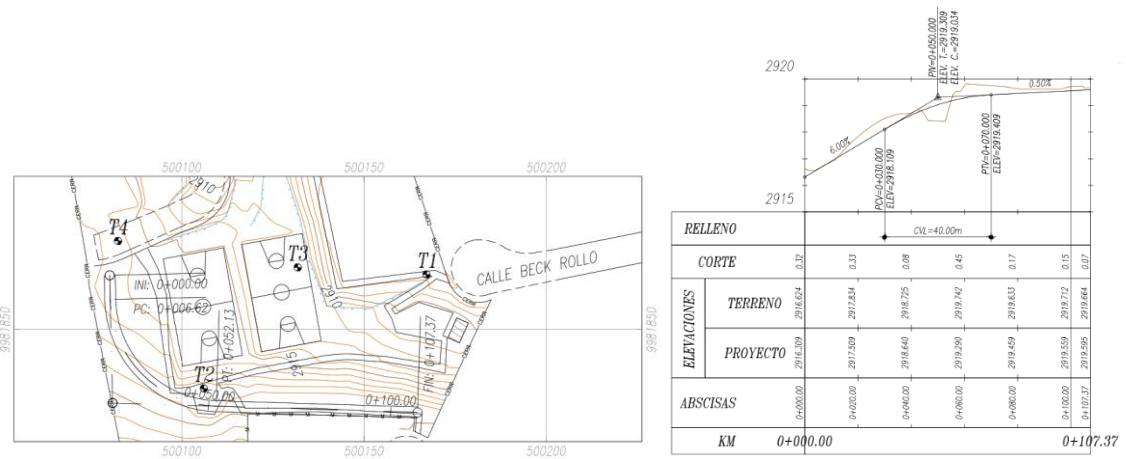 500100 500150 500200
2910
CERR.
T4
T3
T1
CALLE BECK ROLLO
INI: 0+000.00
PC: 0+006.62
2910
9981850
9981850
PT: 0+052.13
2915
FIN: 0+107.37
T2
0+050.00
0+100.00
500100 500150 500200
PIV=0+050.000
ELEV. T.=2919.309
ELEV. C.=2919.034
2920
0.50%
6.00%
PCV=0+030.000
ELEV=2918.109
PTV=0+070.000
ELEV=2919.409
2915
RELLENO
CVL=40.00m
CORTE 0.32 0.33 0.08 0.45 0.17 0.15 0.07
ELEVACIONES
TERRENO 2916.624 2917.834 2918.725 2919.742 2919.633 2919.712 2919.664
PROYECTO 2916.309 2917.509 2918.640 2919.290 2919.459 2919.559 2919.595
ABSCISAS 0+000.00 0+020.00 0+040.00 0+060.00 0+080.00 0+100.00 0+107.37
KM 0+000.00 0+107.37